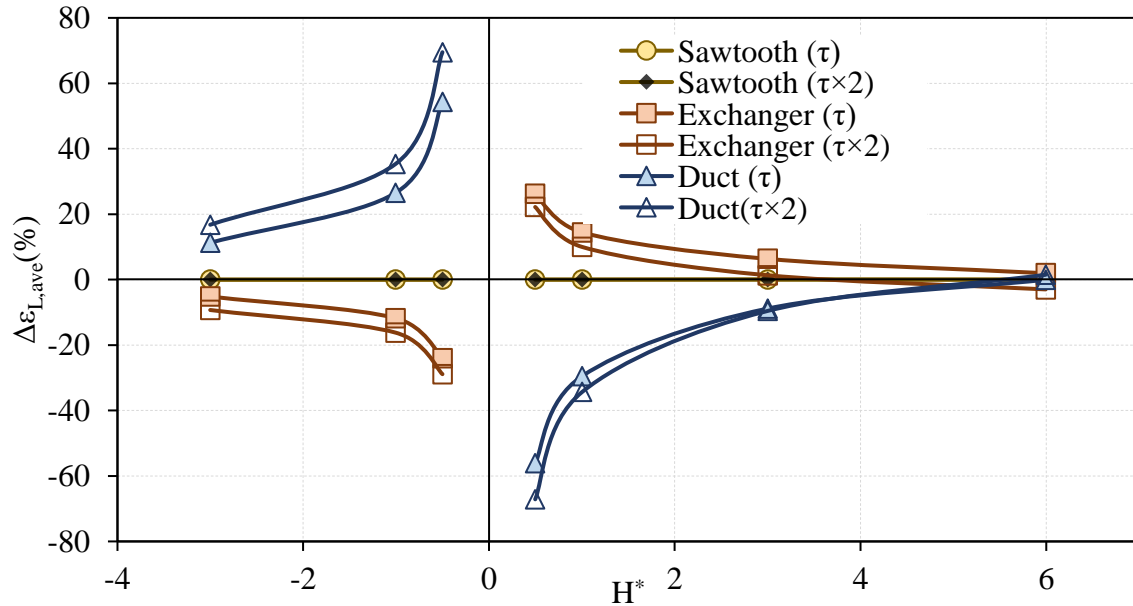 80
60
40
20
0
-20
-40
-60
-80
Δε_L,ave(%)
Sawtooth (τ)
Sawtooth (τ×2)
Exchanger (τ)
Exchanger (τ×2)
Duct (τ)
Duct(τ×2)
-4
-2
0
2
4
6
H*